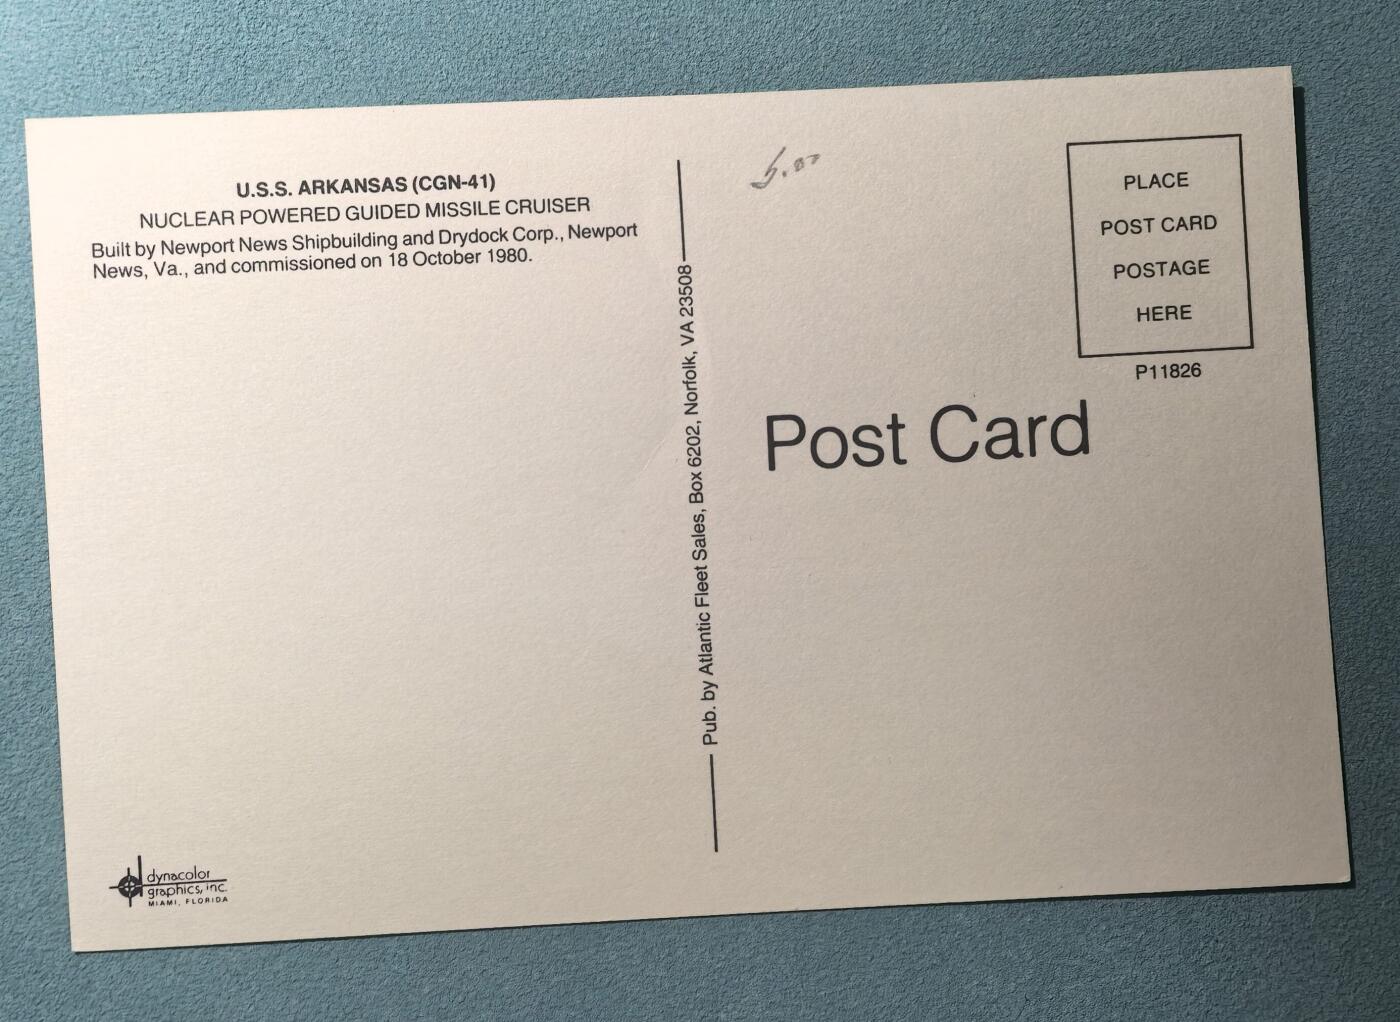 U.S.S. ARKANSAS (CGN-41)
NUCLEAR POWERED GUIDED MISSILE CRUISER
Built by Newport News Shipbuilding and Drydock Corp., Newport
News, Va., and commissioned on 18 October 1980.
dynacolor
graphics, inc.
MIAMI, FLORIDA
Pub. by Atlantic Fleet Sales, Box 6202, Norfolk, VA 23508
PLACE
POST CARD
POSTAGE
HERE
P11826
Post Card